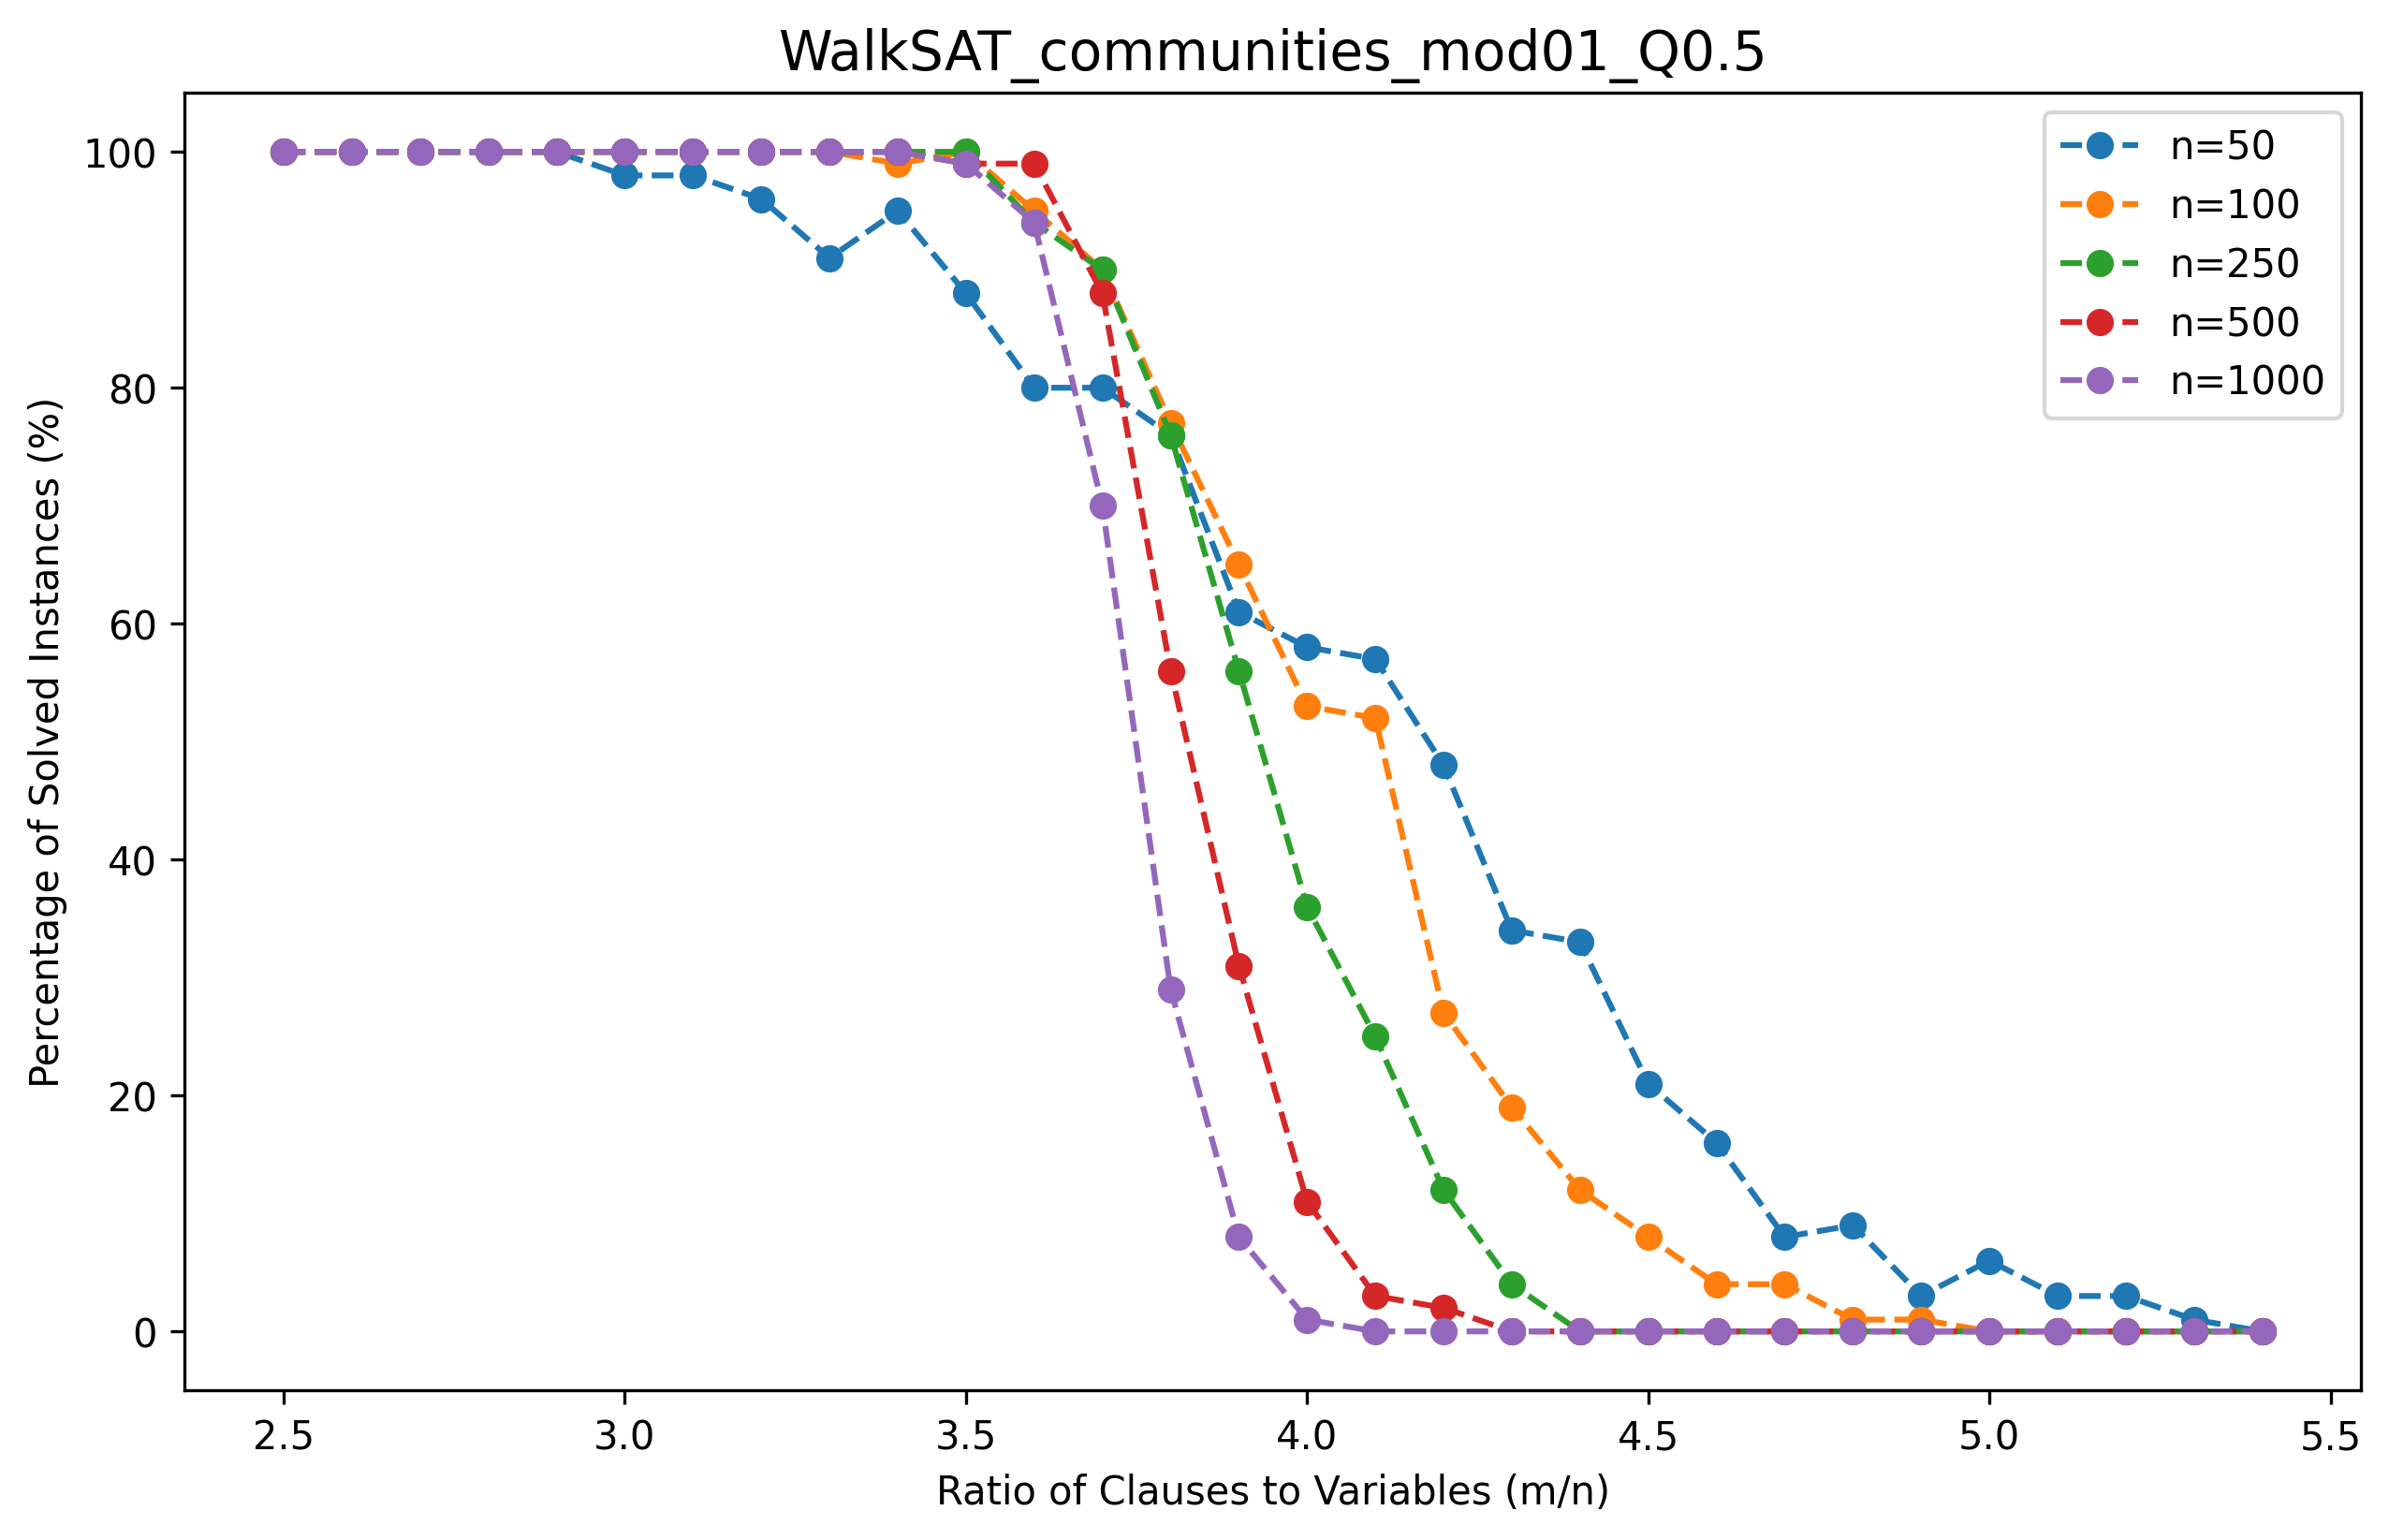 WalkSAT_communities_mod01_Q0.5
n=50
n=100
n=250
n=500
n=1000
Percentage of Solved Instances (%)
100
80
60
40
20
0
2.5 3.0 3.5 4.0 4.5 5.0 5.5
Ratio of Clauses to Variables (m/n)